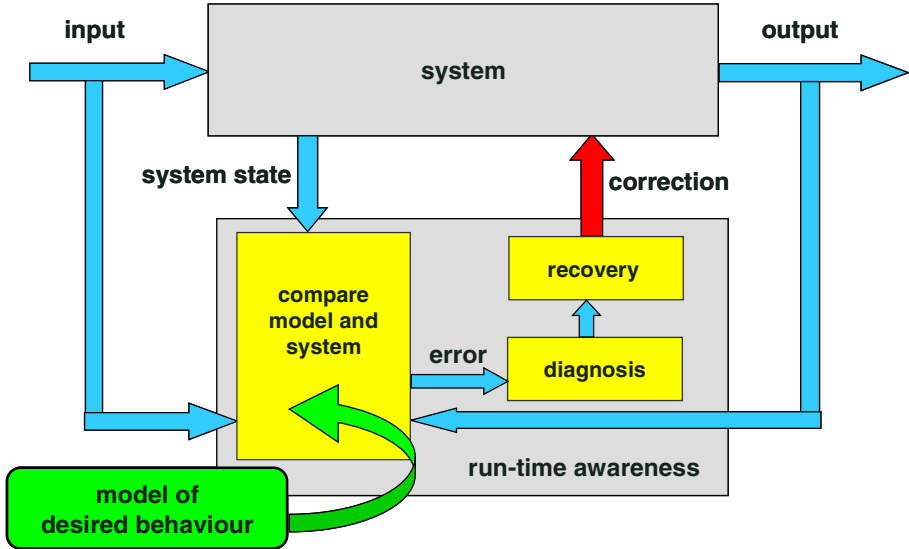 input
output
system
system state
correction
compare
model and
system
recovery
error
diagnosis
run-time awareness
model of
desired behaviour